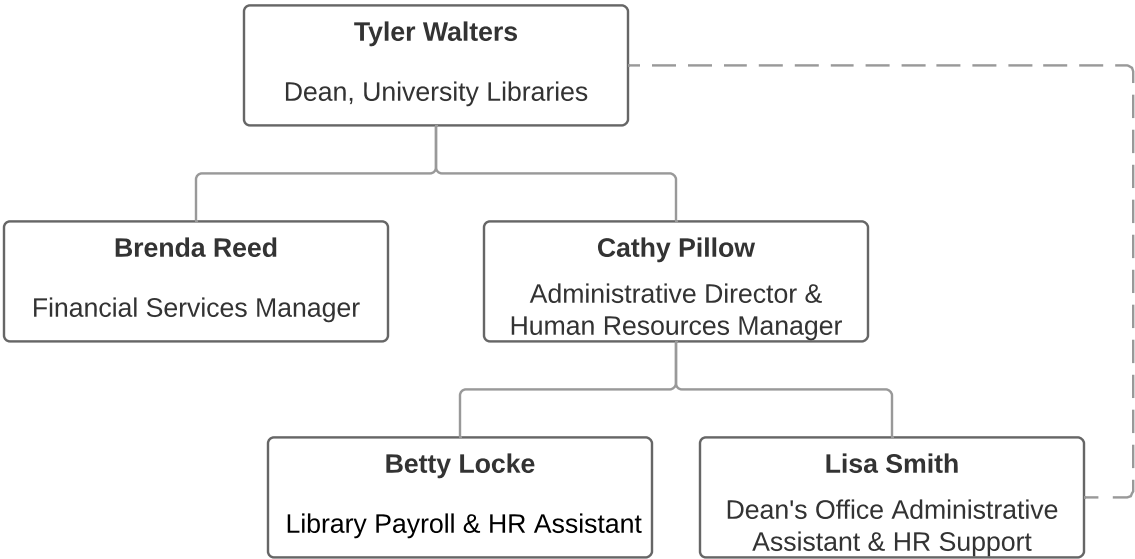 Tyler Walters
Dean, University Libraries
Brenda Reed
Financial Services Manager
Cathy Pillow
Administrative Director &
Human Resources Manager
Betty Locke
Library Payroll & HR Assistant
Lisa Smith
Dean's Office Administrative
Assistant & HR Support